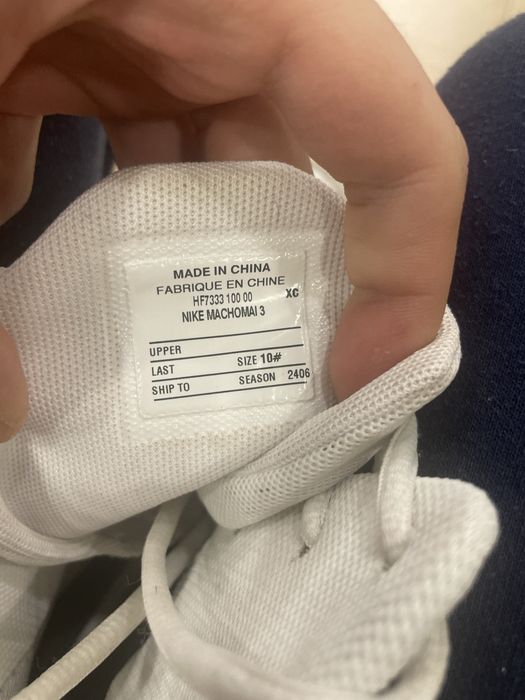 MADE IN CHINA
FABRIQUE EN CHINE
HF7333 100 00 XC
NIKE MACHOMAI 3
UPPER
LAST SIZE 10#
SHIP TO SEASON 2406